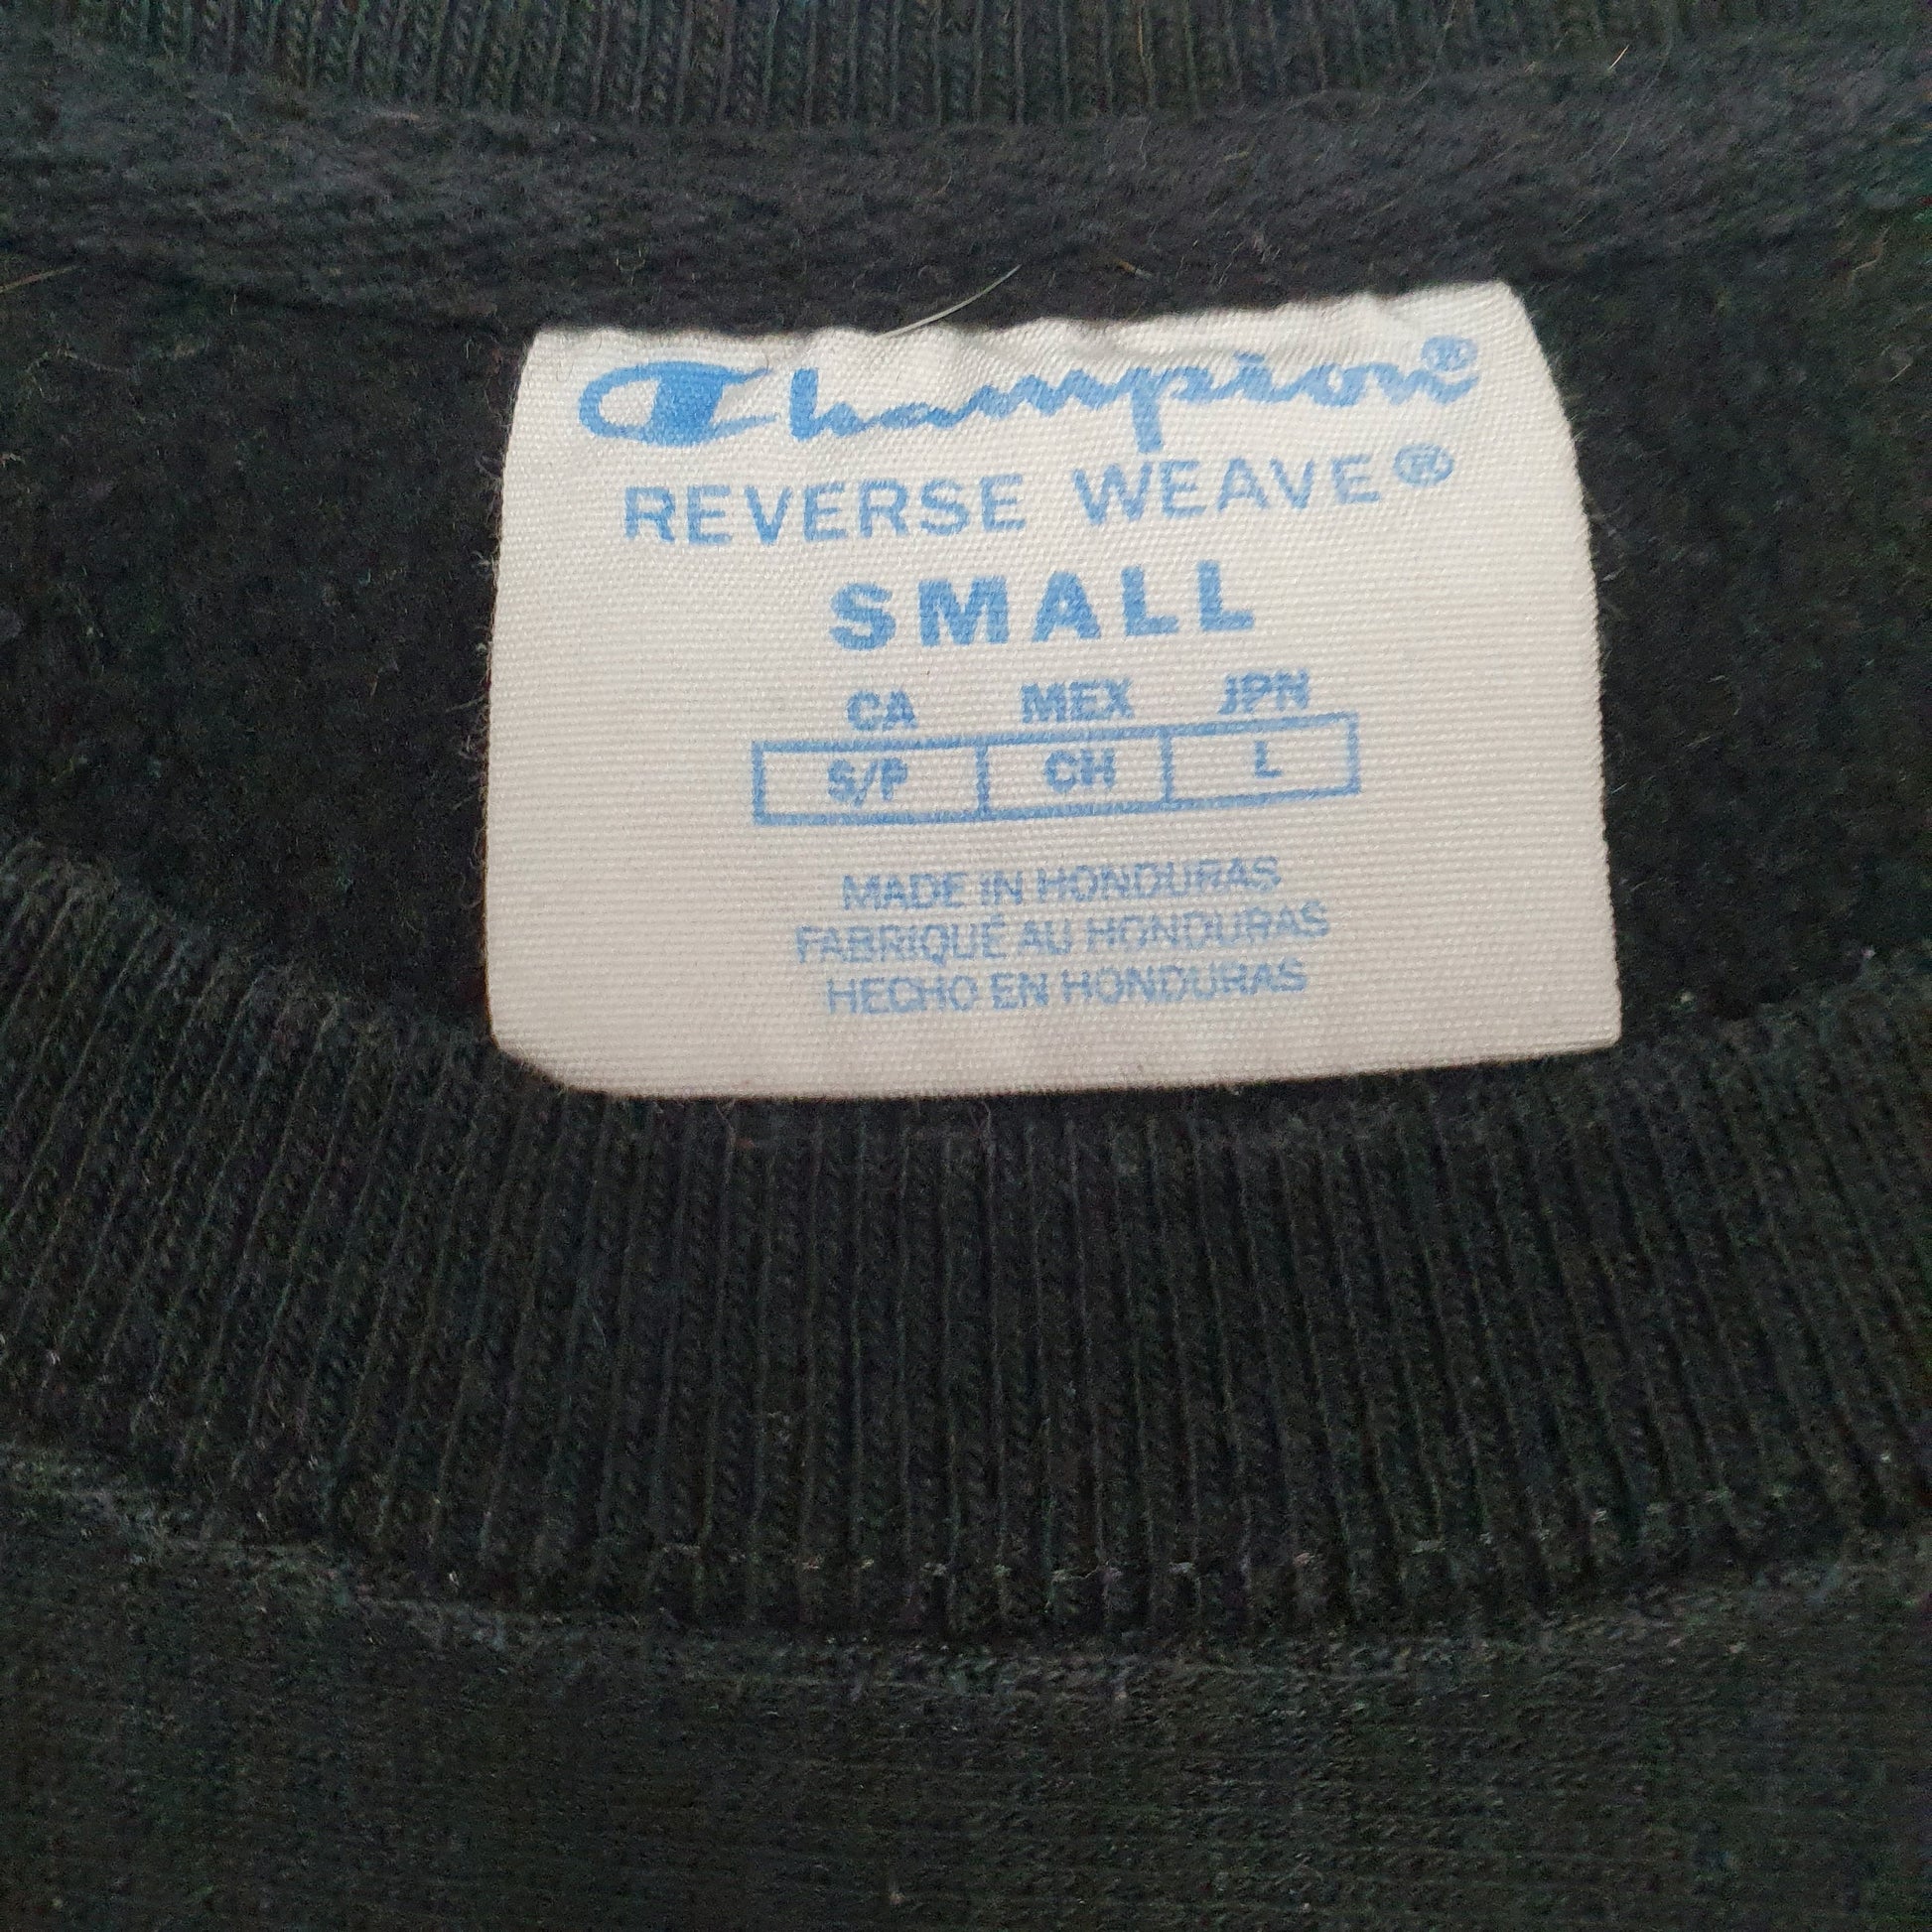 Champion®
REVERSE WEAVE®
SMALL
CA MEX JPN
S/P CH L
MADE IN HONDURAS
FABRIQUÉ AU HONDURAS
HECHO EN HONDURAS